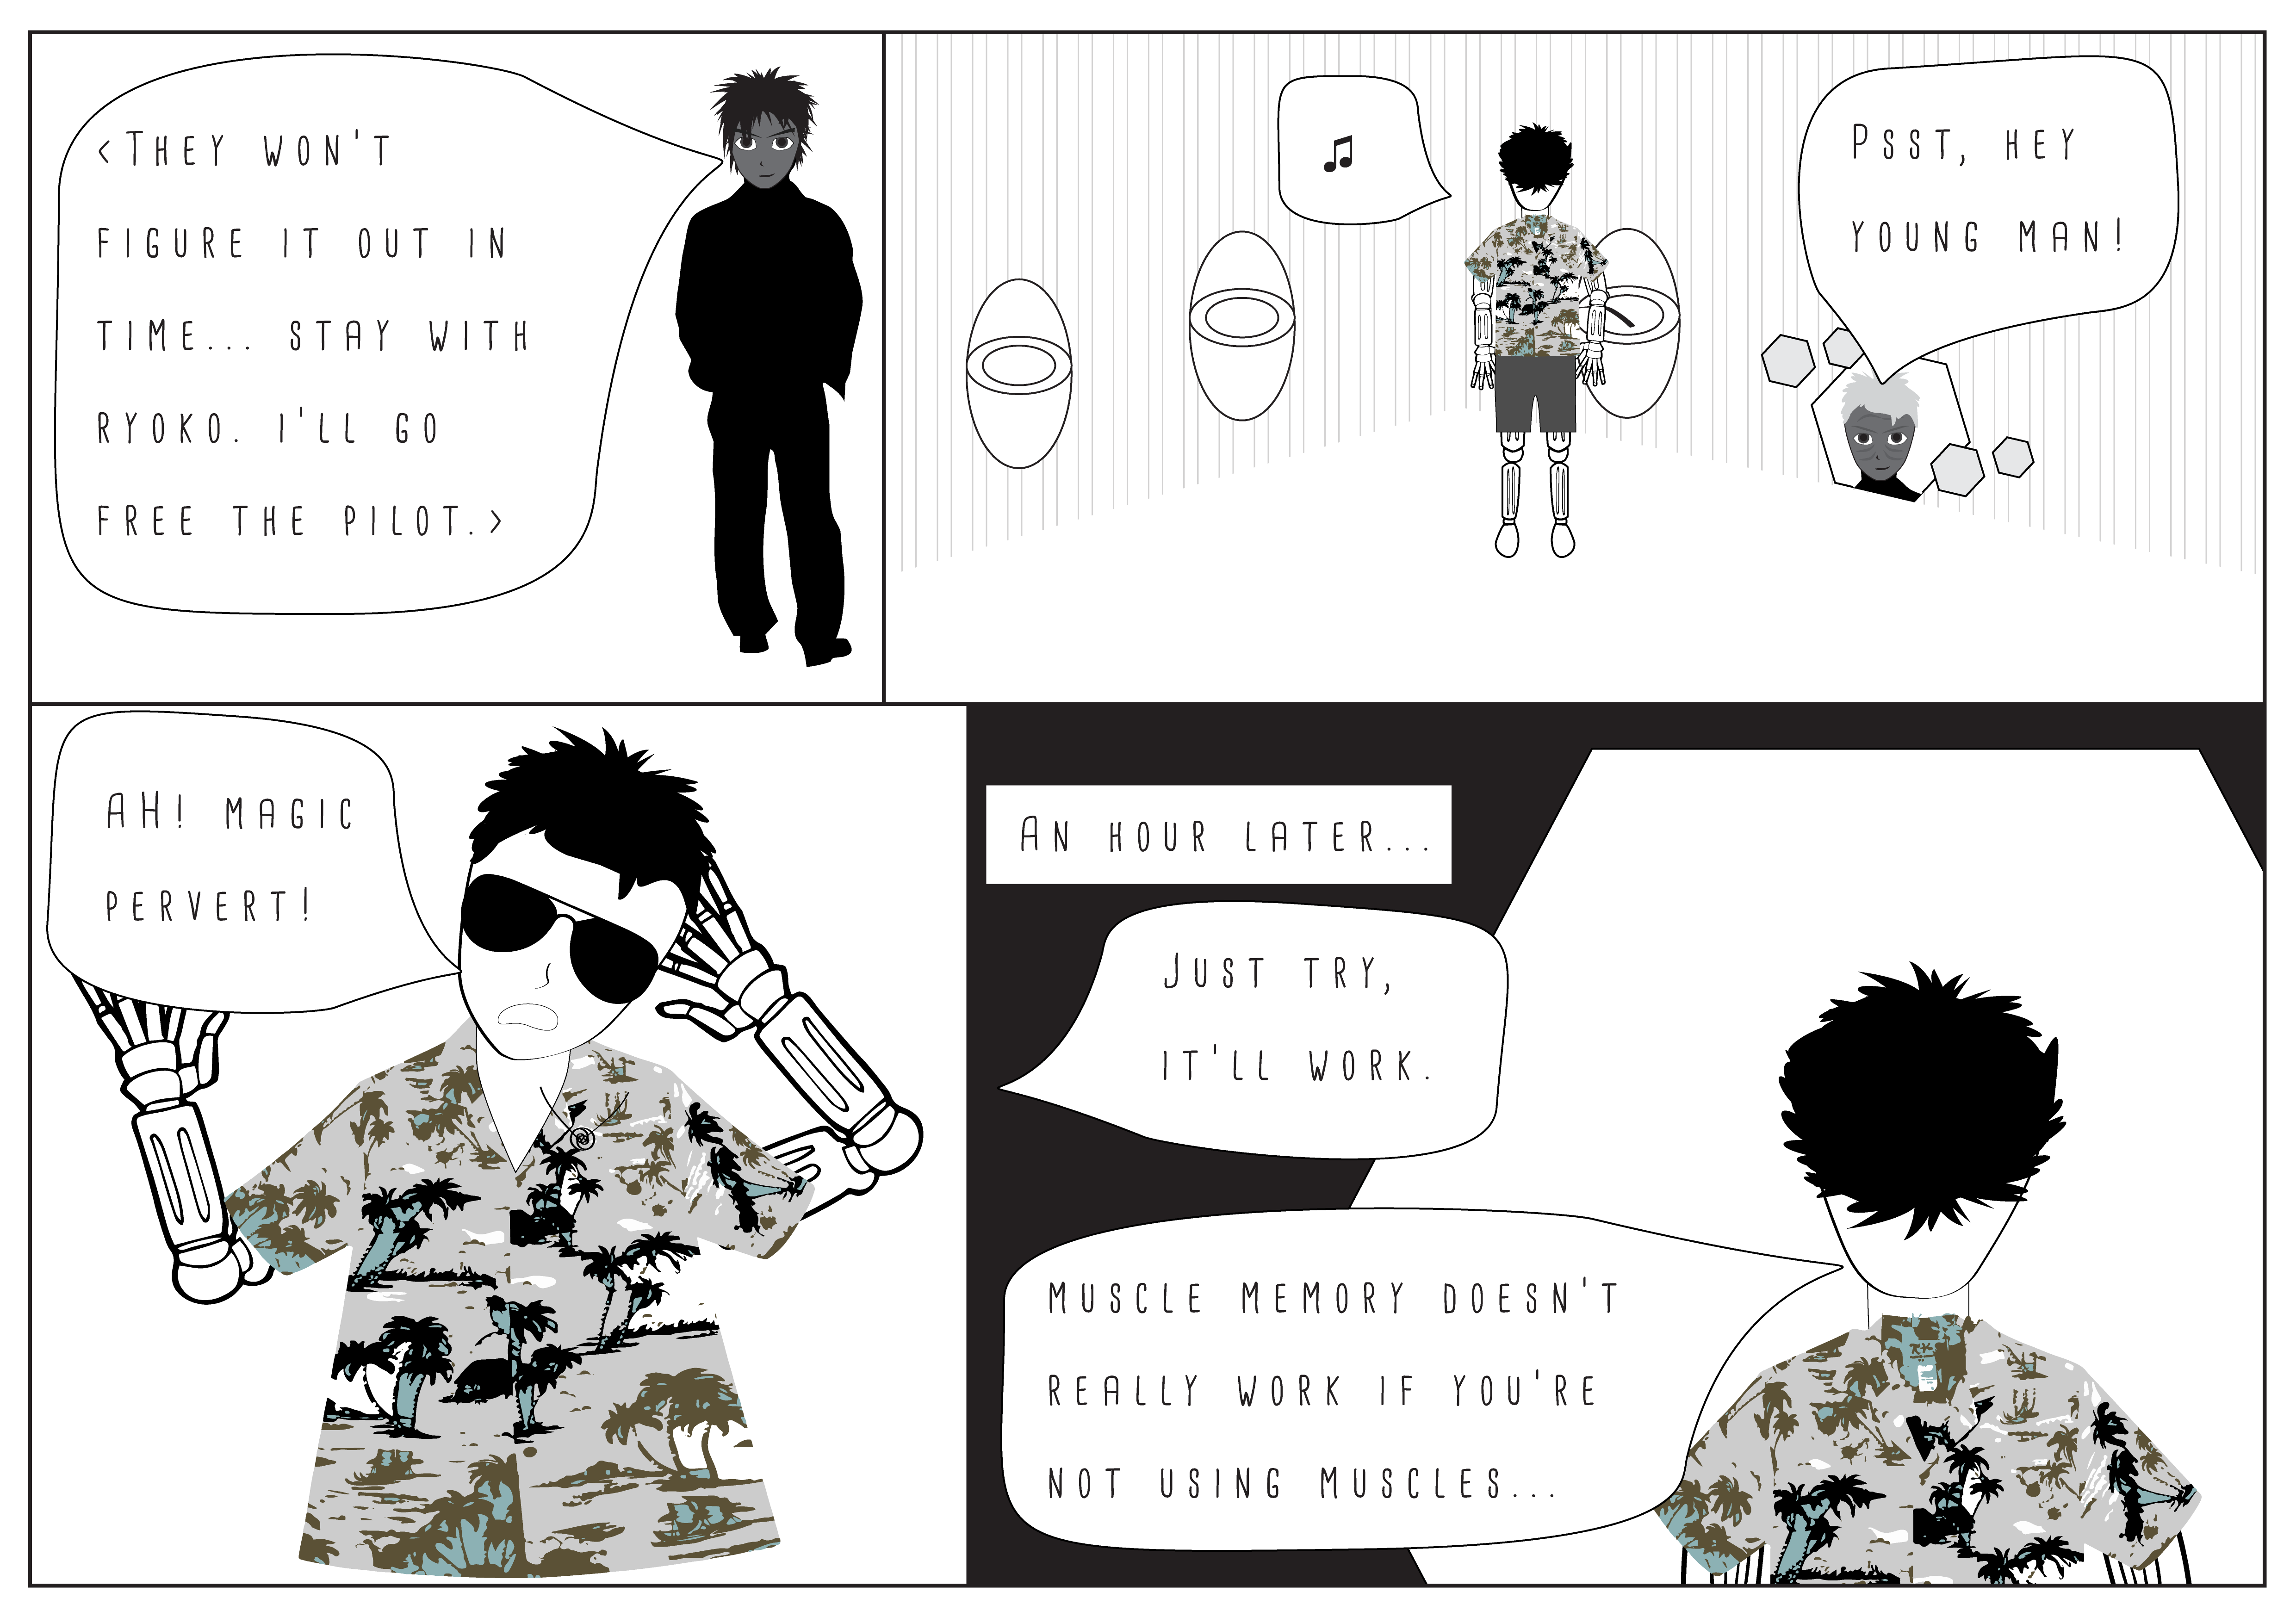 <They won't
figure it out in
time... stay with
Ryoko. I'll go
free the pilot.>
♫
Psst, hey
young man!
AH! magic
pervert!
An hour later...
Just try,
it'll work.
muscle memory doesn't
really work if you're
not using muscles...